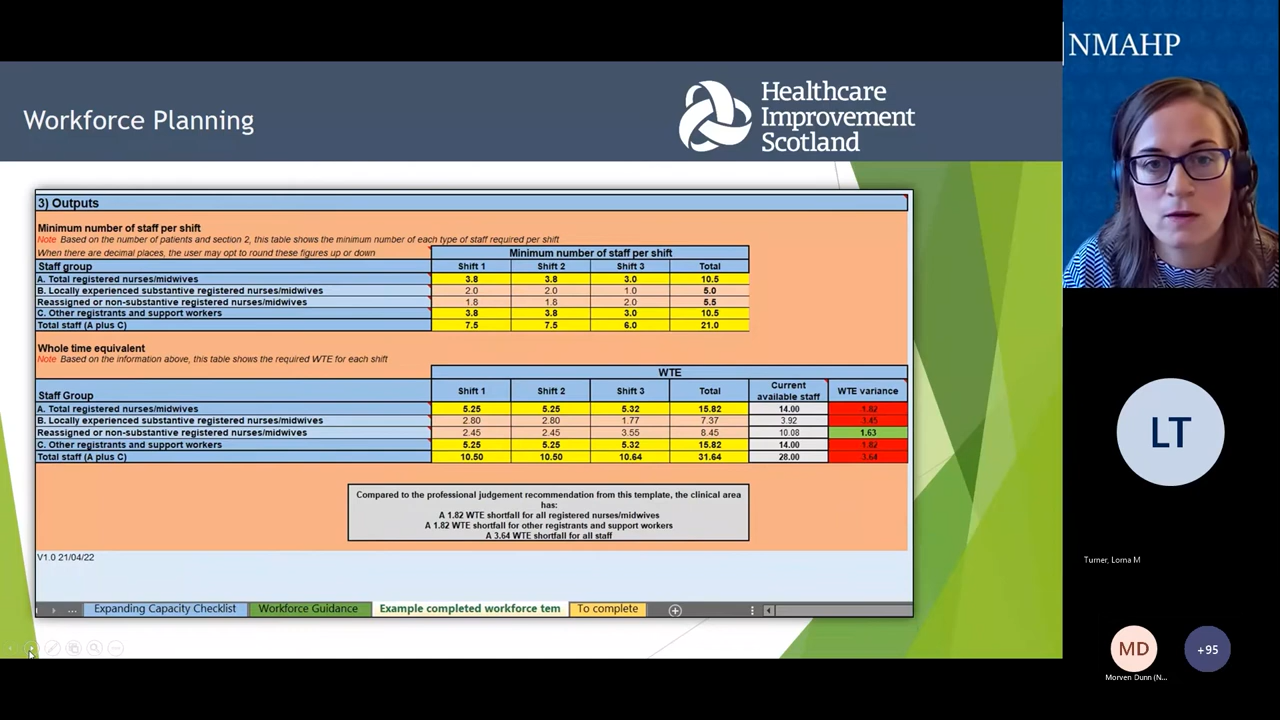 NMAHP
Workforce Planning
Healthcare
Improvement
Scotland
3) Outputs
Minimum number of staff per shift
Note Based on the number of patients and section 2, this table shows the minimum number of each type of staff required per shift
When there are decimal places, the user may opt to round these figures up or down
Minimum number of staff per shift
Staff group Shift 1 Shift 2 Shift 3 Total
A. Total registered nurses/midwives 3.8 3.8 3.0 10.5
B. Locally experienced substantive registered nurses/midwives 2.0 2.0 1.0 5.0
Reassigned or non-substantive registered nurses/midwives 1.8 1.8 2.0 5.5
C. Other registrants and support workers 3.8 3.8 3.0 10.5
Total staff (A plus C) 7.5 7.5 6.0 21.0
Whole time equivalent
Note Based on the information above, this table shows the required WTE for each shift
WTE
Staff Group Shift 1 Shift 2 Shift 3 Total Current available staff WTE variance
A. Total registered nurses/midwives 5.25 5.25 5.32 15.82 14.00 1.82
B. Locally experienced substantive registered nurses/midwives 2.80 2.80 1.77 7.37 3.92 3.45
Reassigned or non-substantive registered nurses/midwives 2.45 2.45 3.55 8.45 10.08 1.63
C. Other registrants and support workers 5.25 5.25 5.32 15.82 14.00 1.82
Total staff (A plus C) 10.50 10.50 10.64 31.64 28.00 3.64
Compared to the professional judgement recommendation from this template, the clinical area
has:
A 1.82 WTE shortfall for all registered nurses/midwives
A 1.82 WTE shortfall for other registrants and support workers
A 3.64 WTE shortfall for all staff
V1.0 21/04/22
... Expanding Capacity Checklist Workforce Guidance Example completed workforce tem To complete
LT
Turner, Lorna M
MD
+95
Morven Dunn (N...